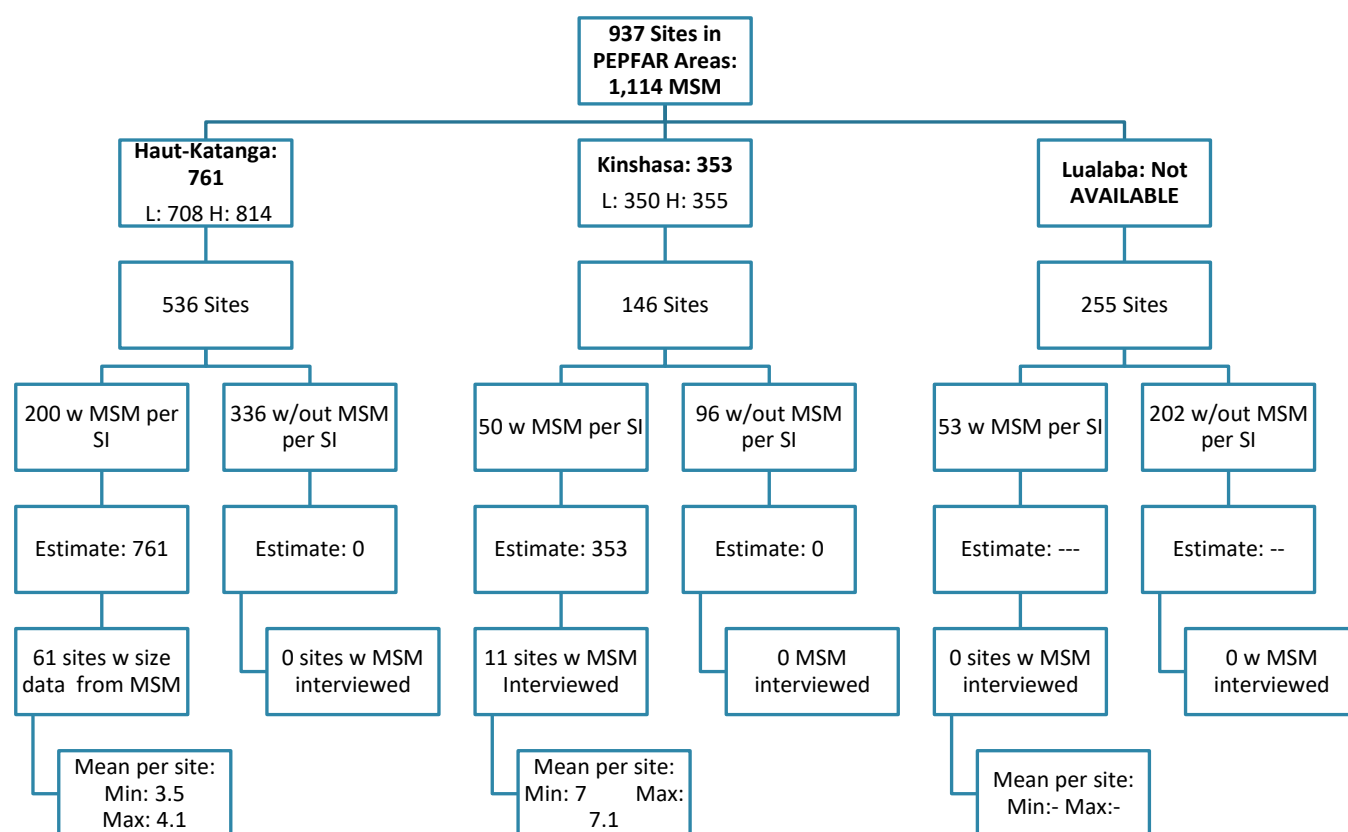 937 Sites in
PEPFAR Areas:
1,114 MSM
Haut-Katanga:
761
L: 708 H: 814
Kinshasa: 353
L: 350 H: 355
Lualaba: Not
AVAILABLE
536 Sites
146 Sites
255 Sites
200 w MSM per
SI
336 w/out MSM
per SI
50 w MSM per SI
96 w/out MSM
per SI
53 w MSM per SI
202 w/out MSM
per SI
Estimate: 761
Estimate: 0
Estimate: 353
Estimate: 0
Estimate: ---
Estimate: --
61 sites w size
data from MSM
0 sites w MSM
interviewed
11 sites w MSM
Interviewed
0 MSM
interviewed
0 sites w MSM
interviewed
0 w MSM
interviewed
Mean per site:
Min: 3.5
Max: 4.1
Mean per site:
Min: 7 Max:
7.1
Mean per site:
Min:- Max:-